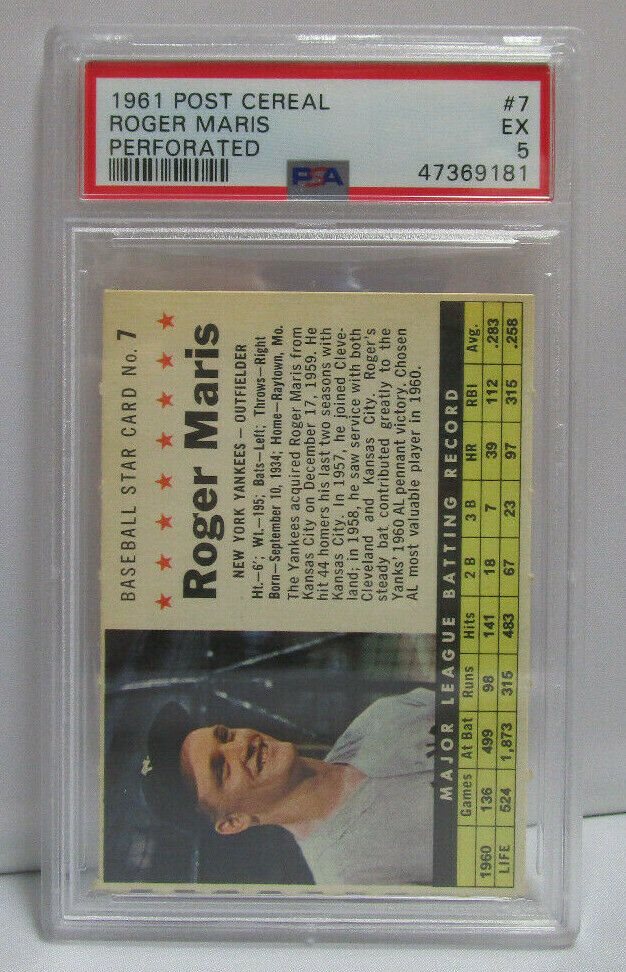 1961 POST CEREAL #7
ROGER MARIS EX
PERFORATED 5
PSA 47369181
BASEBALL STAR CARD No. 7
Roger Maris
NEW YORK YANKEES — OUTFIELDER
Ht.—6'; Wt.—195; Bats—Left; Throws—Right
Born—September 10, 1934; Home—Raytown, Mo.
The Yankees acquired Roger Maris from
Kansas City on December 17, 1959. He
hit 44 homers his last two seasons with
Kansas City. In 1957, he joined Cleve-
land; in 1958, he saw service with both
Cleveland and Kansas City. Roger's
steady bat contributed greatly to the
Yanks' 1960 AL pennant victory. Chosen
AL most valuable player in 1960.
MAJOR LEAGUE BATTING RECORD
Games At Bat Runs Hits 2 B 3 B HR RBI Avg.
1960 136 499 98 141 18 7 39 112 .283
LIFE 524 1,873 315 483 67 23 97 315 .258